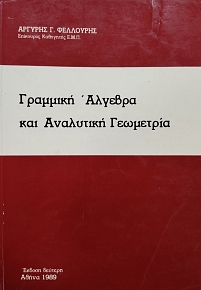 ΑΡΓΥΡΗΣ Γ. ΦΕΛΛΟΥΡΗΣ
Επίκουρος Καθηγητής Ε.Μ.Π.
Γραμμική Άλγεβρα
και Αναλυτική Γεωμετρία
Έκδοση δεύτερη
Αθήνα 1989